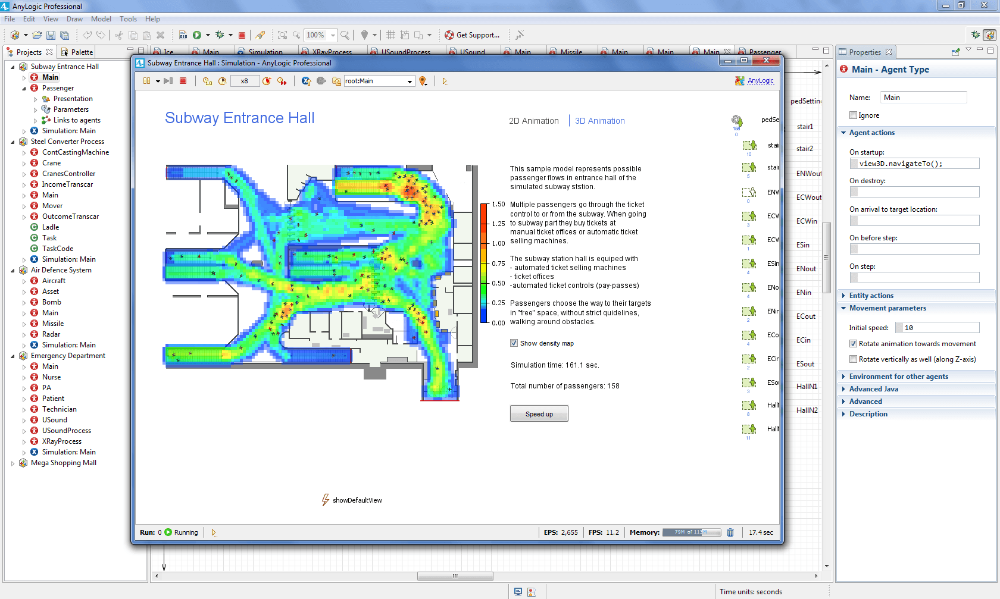 AnyLogic Professional
File Edit View Draw Model Tools Help
100% Get Support...
Projects Palette
Ice Main Simulation XRayProcess USoundProcess USound Main Missile Main Main Main Passenger
Subway Entrance Hall
Main
Passenger
Presentation
Parameters
Links to agents
Simulation: Main
Steel Converter Process
ContCastingMachine
Crane
CranesController
IncomeTranscar
Main
Mover
OutcomeTranscar
Ladle
Task
TaskCode
Simulation: Main
Air Defence System
Aircraft
Asset
Bomb
Main
Missile
Radar
Simulation: Main
Emergency Department
Main
Nurse
PA
Patient
Technician
USound
USoundProcess
XRayProcess
Simulation: Main
Mega Shopping Mall
Subway Entrance Hall : Simulation - AnyLogic Professional
x8 root:Main AnyLogic
Subway Entrance Hall
2D Animation 3D Animation
This sample model represents possible
passenger flows in entrance hall of the
simulated subway ststion.
Multiple passengers go through the ticket
control to or from the subway. When going
to subway part they buy tickets at
manual ticket offices or automatic ticket
selling machines.
The subway station hall is equiped with
- automated ticket selling machines
- ticket offices
-automated ticket controls (pay-passes)
Passengers choose the way to their targets
in "free" space, without strict quidelines,
walking around obstacles.
1.50
1.25
1.00
0.75
0.50
0.25
0.00
Show density map
Simulation time: 161.1 sec.
Total number of passengers: 158
Speed up
showDefaultView
pedSe
158
0
stai
10
stai
5
EN
0
EC
3
EC
1
ESi
4
ENo
4
ENi
2
ECo
4
ECi
2
ESo
3
Hall
8
Hall
11
Run: 0 Running
EPS: 2,655 FPS: 11.2 Memory: 79M of 113M 17.4 sec
pedSettin
stair1
stair2
ENWout
ECWout
ECWin
ESin
ENout
ENin
ECout
ECin
ESout
HallN1
HallN2
Properties
Main - Agent Type
Name: Main
Ignore
Agent actions
On startup:
view3D.navigateTo();
On destroy:
On arrival to target location:
On before step:
On step:
Entity actions
Movement parameters
Initial speed: 10
Rotate animation towards movement
Rotate vertically as well (along Z-axis)
Environment for other agents
Advanced Java
Advanced
Description
Time units: seconds